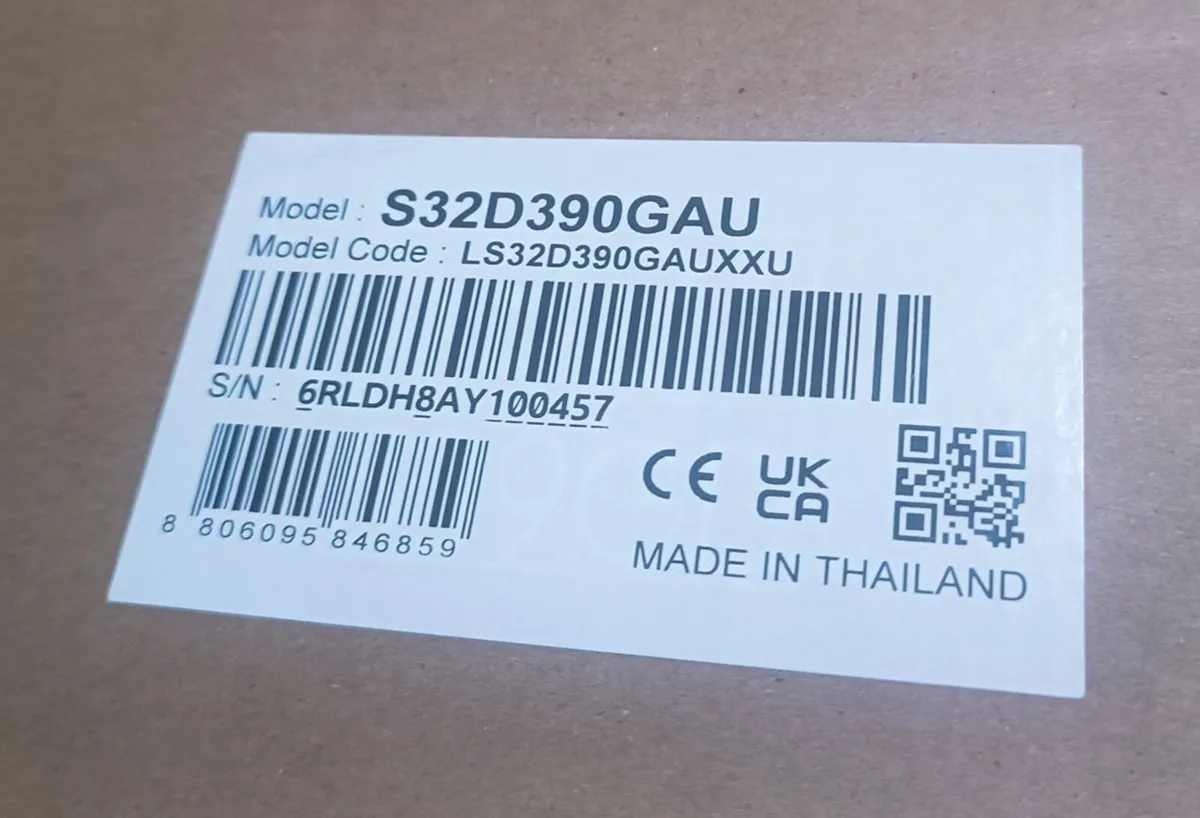 Model : S32D390GAU
Model Code : LS32D390GAUXXU
S/N : 6RLDH8AY100457
8 806095 846859
CE UK
CA
MADE IN THAILAND